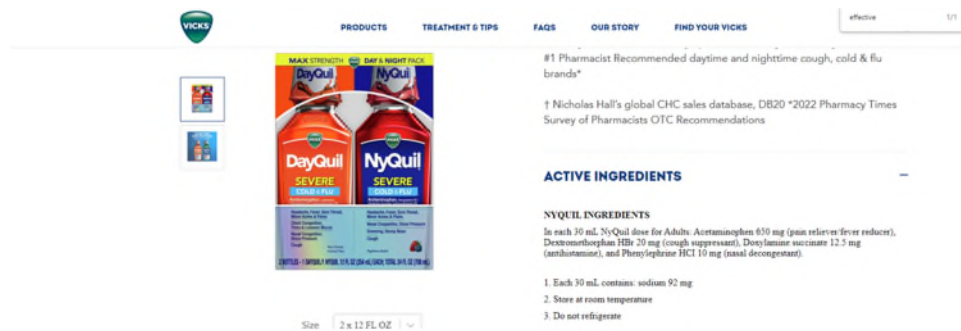 VICKS
PRODUCTS
TREATMENT & TIPS
FAQS
OUR STORY
FIND YOUR VICKS
effective
1/1
#1 Pharmacist Recommended daytime and nighttime cough, cold & flu
brands*
† Nicholas Hall's global CHC sales database, DB20 *2022 Pharmacy Times
Survey of Pharmacists OTC Recommendations
MAX STRENGTH
DAY & NIGHT PACK
DayQuil
NyQuil
DayQuil
NyQuil
SEVERE
SEVERE
COLD & FLU
COLD & FLU
Cough
Cough
ACTIVE INGREDIENTS
NYQUIL INGREDIENTS
In each 30 mL NyQuil dose for Adults: Acetaminophen 650 mg (pain reliever/fever reducer),
Dextromethorphan HBr 20 mg (cough suppressant), Doxylamine succinate 12.5 mg
(antihistamine), and Phenylephrine HCI 10 mg (nasal decongestant).
1. Each 30 mL contains: sodium 92 mg
2. Store at room temperature
3. Do not refrigerate
Size
2 x 12 FL OZ